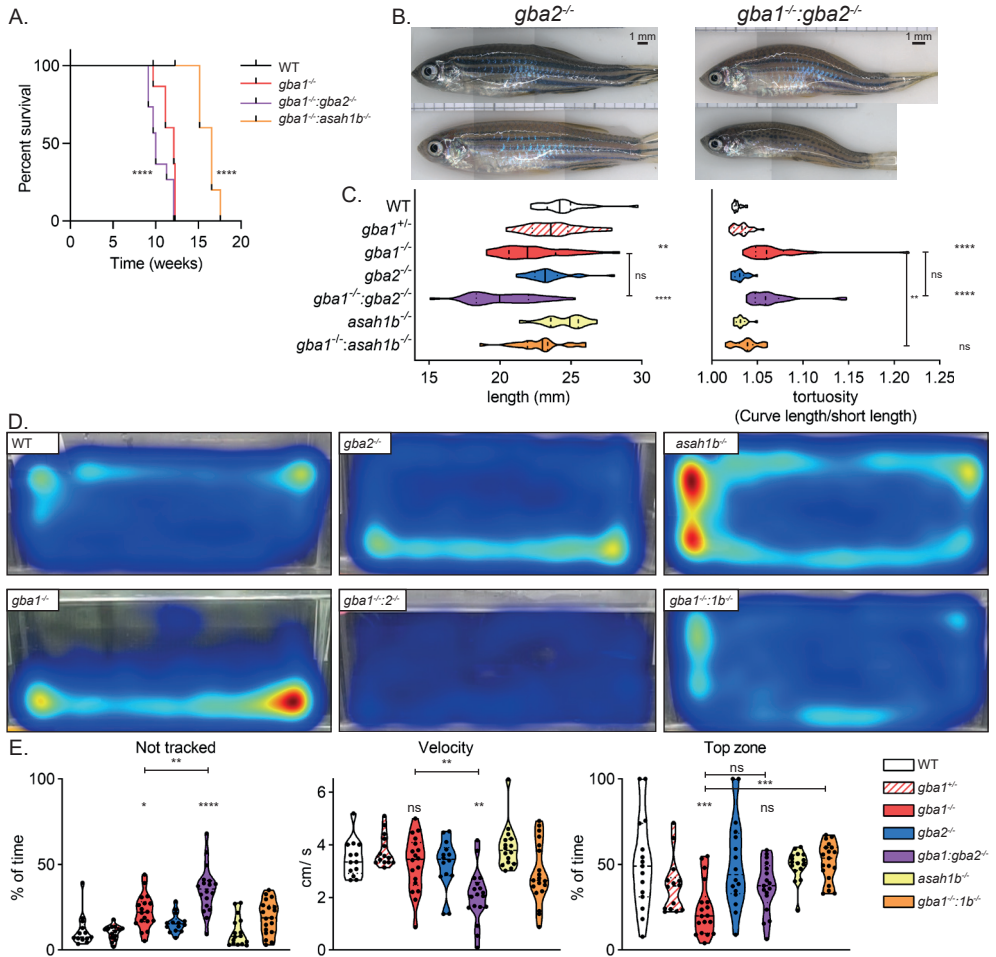 A.
100
50
0
Percent survival
0 5 10 15 20
Time (weeks)
****
****
WT
gba1-/-
gba1-/-:gba2-/-
gba1-/-:asah1b-/-
B.
gba2-/-
gba1-/-:gba2-/-
1 mm
1 mm
C.
WT
gba1+/-
gba1-/-
gba2-/-
gba1-/-:gba2-/-
asah1b-/-
gba1-/-:asah1b-/-
**
ns
****
15 20 25 30
length (mm)
****
ns
**
****
ns
1.00 1.05 1.10 1.15 1.20 1.25
tortuosity
(Curve length/short length)
D.
WT
gba2-/-
asah1b-/-
gba1-/-
gba1-/-:2-/-
gba1-/-:1b-/-
E.
Not tracked
100
50
0
% of time
**
*
****
Velocity
6
4
2
0
cm/ s
**
ns
**
Top zone
100
50
0
% of time
ns
***
***
ns
WT
gba1+/-
gba1-/-
gba2-/-
gba1:gba2-/-
asah1b-/-
gba1-/-:1b-/-